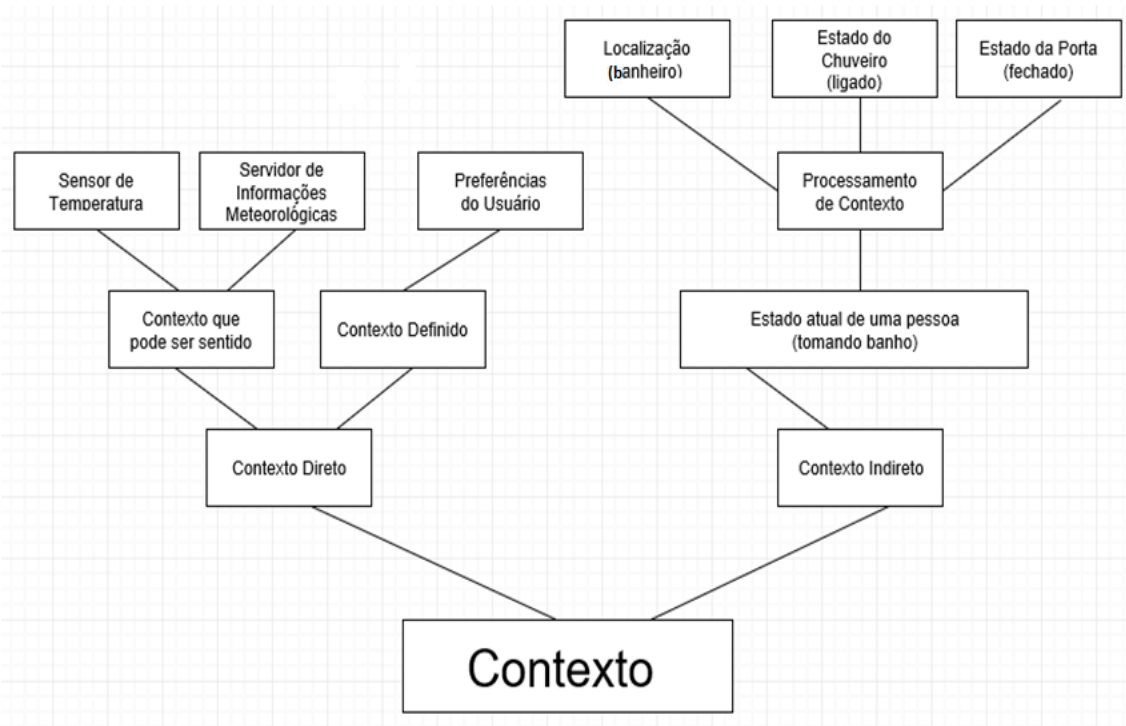 Localização
(banheiro)
Estado do
Chuveiro
(ligado)
Estado da Porta
(fechado)
Sensor de
Temperatura
Servidor de
Informações
Meteorológicas
Preferências
do Usuário
Processamento
de Contexto
Contexto que
pode ser sentido
Contexto Definido
Estado atual de uma pessoa
(tomando banho)
Contexto Direto
Contexto Indireto
Contexto